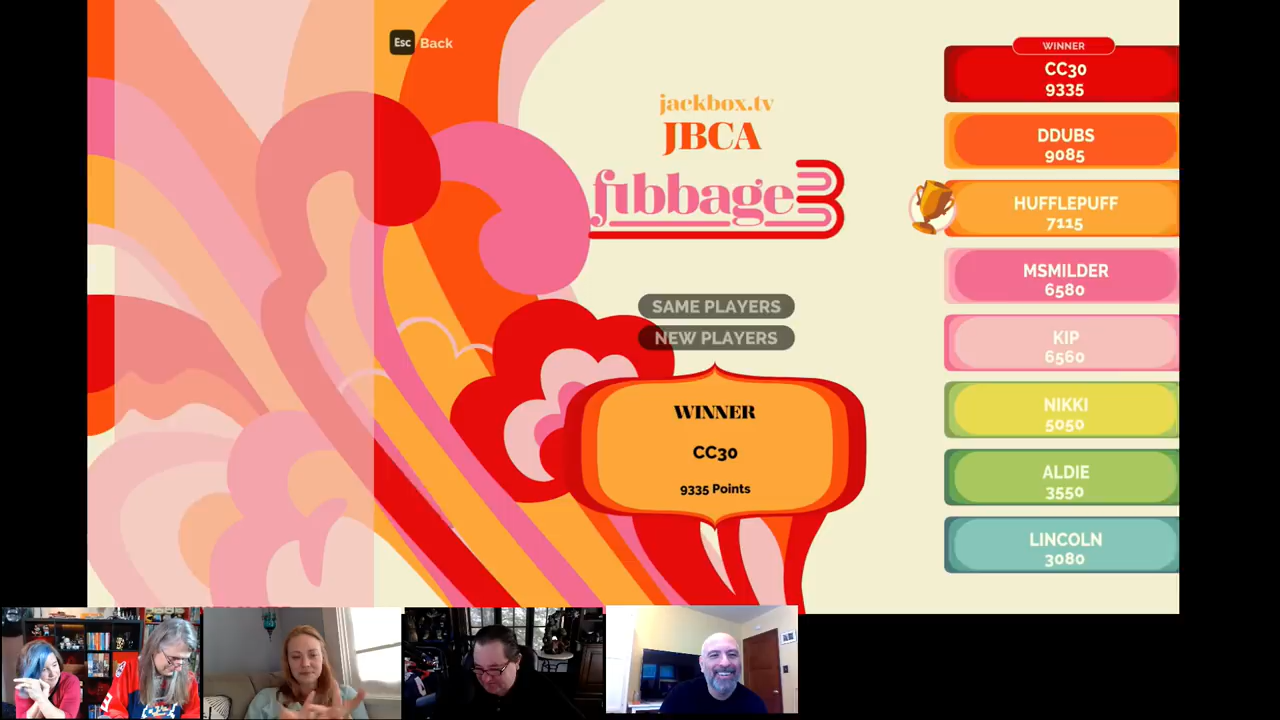 Esc Back
jackbox.tv
JBCA
fibbage 3
SAME PLAYERS
NEW PLAYERS
WINNER
CC30
9335 Points
WINNER
CC30
9335
DDUBS
9085
HUFFLEPUFF
7115
MSMILDER
6580
KIP
6560
NIKKI
5050
ALDIE
3550
LINCOLN
3080